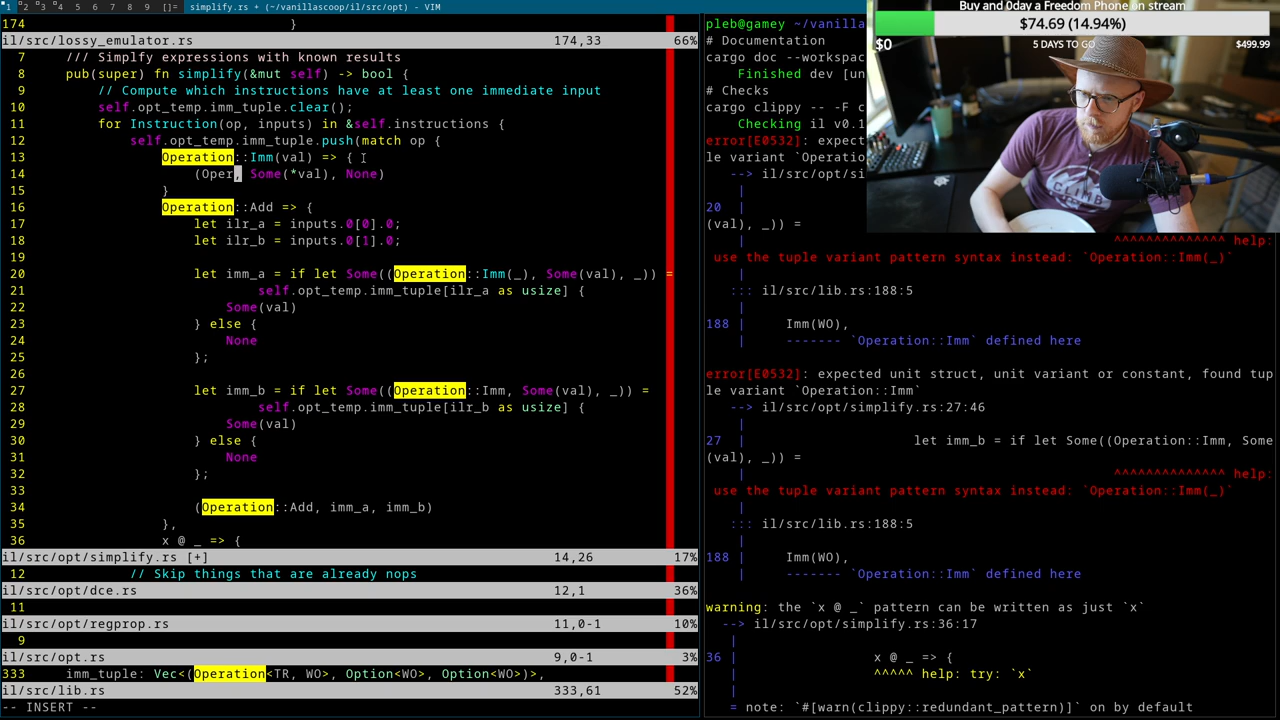 1 2 3 4 5 6 7 8 9 []= simplify.rs + (~/vanillascoop/il/src/opt) - VIM
174 }
il/src/lossy_emulator.rs 174,33 66%
7 /// Simplfy expressions with known results
8 pub(super) fn simplify(&mut self) -> bool {
9 // Compute which instructions have at least one immediate input
10 self.opt_temp.imm_tuple.clear();
11 for Instruction(op, inputs) in &self.instructions {
12 self.opt_temp.imm_tuple.push(match op {
13 Operation::Imm(val) => {
14 (Oper, Some(*val), None)
15 }
16 Operation::Add => {
17 let ilr_a = inputs.0[0].0;
18 let ilr_b = inputs.0[1].0;
19
20 let imm_a = if let Some((Operation::Imm(_), Some(val), _)) =
21 self.opt_temp.imm_tuple[ilr_a as usize] {
22 Some(val)
23 } else {
24 None
25 };
26
27 let imm_b = if let Some((Operation::Imm, Some(val), _)) =
28 self.opt_temp.imm_tuple[ilr_b as usize] {
29 Some(val)
30 } else {
31 None
32 };
33
34 (Operation::Add, imm_a, imm_b)
35 },
36 x @ _ => {
il/src/opt/simplify.rs [+] 14,26 17%
12 // Skip things that are already nops
il/src/opt/dce.rs 12,1 36%
11
il/src/opt/regprop.rs 11,0-1 10%
9
il/src/opt.rs 9,0-1 3%
333 imm_tuple: Vec<(Operation<TR, WO>, Option<WO>, Option<WO>)>,
il/src/lib.rs 333,61 52%
-- INSERT --
pleb@gamey ~/vanilla
# Documentation
cargo doc --workspac
Finished dev [un
# Checks
cargo clippy -- -F c
Checking il v0.1
error[E0532]: expect
le variant `Operatio
--> il/src/opt/si
|
20
(val), _)) =
| ^^^^^^^^^^^^^^ help:
use the tuple variant pattern syntax instead: `Operation::Imm(_)`
|
::: il/src/lib.rs:188:5
|
188 | Imm(WO),
| ------- `Operation::Imm` defined here

error[E0532]: expected unit struct, unit variant or constant, found tup
le variant `Operation::Imm`
--> il/src/opt/simplify.rs:27:46
|
27 let imm_b = if let Some((Operation::Imm, Some
(val), _)) =
| ^^^^^^^^^^^^^^ help:
use the tuple variant pattern syntax instead: `Operation::Imm(_)`
|
::: il/src/lib.rs:188:5
|
188 | Imm(WO),
| ------- `Operation::Imm` defined here

warning: the `x @ _` pattern can be written as just `x`
--> il/src/opt/simplify.rs:36:17
|
36 | x @ _ => {
| ^^^^^ help: try: `x`
|
= note: `#[warn(clippy::redundant_pattern)]` on by default
Buy and 0day a Freedom Phone on stream
$74.69 (14.94%)
$0 5 DAYS TO GO $499.99
CLIMB